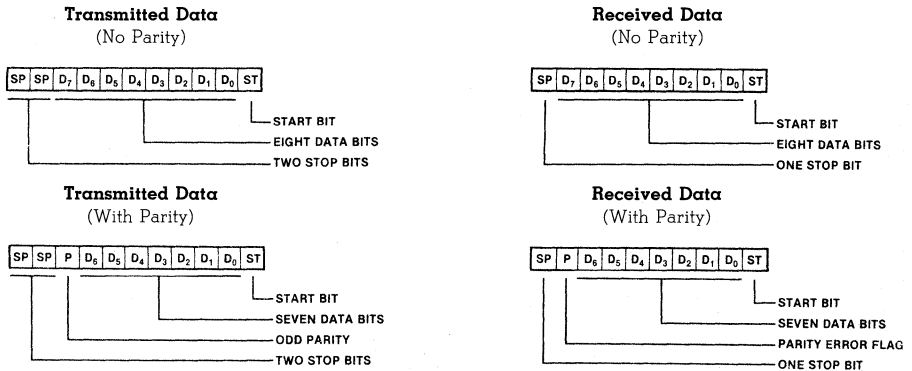 Transmitted Data
(No Parity)
SP SP D7 D6 D5 D4 D3 D2 D1 D0 ST
START BIT
EIGHT DATA BITS
TWO STOP BITS
Received Data
(No Parity)
SP D7 D6 D5 D4 D3 D2 D1 D0 ST
START BIT
EIGHT DATA BITS
ONE STOP BIT
Transmitted Data
(With Parity)
SP SP P D6 D5 D4 D3 D2 D1 D0 ST
START BIT
SEVEN DATA BITS
ODD PARITY
TWO STOP BITS
Received Data
(With Parity)
SP P D6 D5 D4 D3 D2 D1 D0 ST
START BIT
SEVEN DATA BITS
PARITY ERROR FLAG
ONE STOP BIT